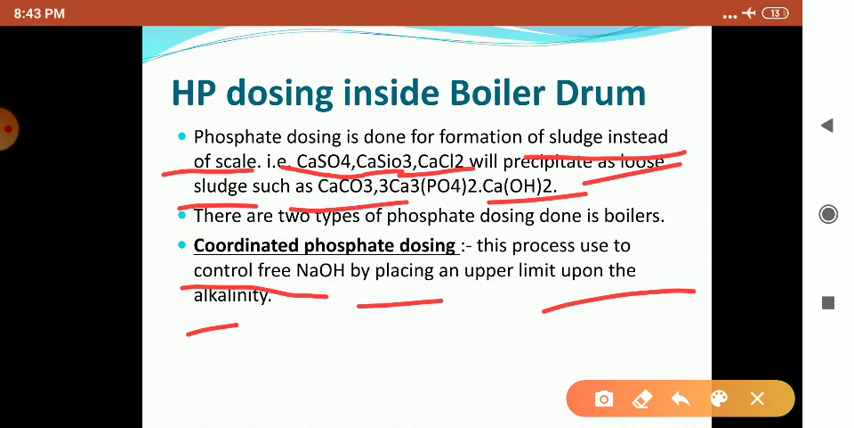 8:43 PM
13
HP dosing inside Boiler Drum
• Phosphate dosing is done for formation of sludge instead
of scale. i.e. CaSO4,CaSio3,CaCl2 will precipitate as loose
sludge such as CaCO3,3Ca3(PO4)2.Ca(OH)2.
• There are two types of phosphate dosing done is boilers.
• Coordinated phosphate dosing :- this process use to
control free NaOH by placing an upper limit upon the
alkalinity.